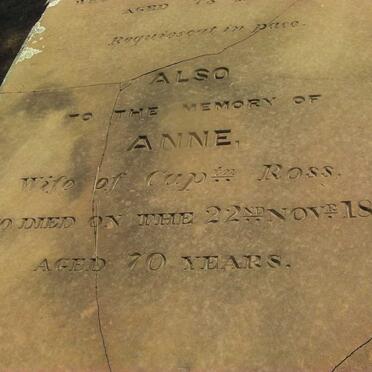 AGED
Requiescat in pace.
ALSO
TO THE MEMORY OF
ANNE,
Wife of Captn Ross.
O DIED ON THE 22ND NOVR 18
AGED 70 YEARS.